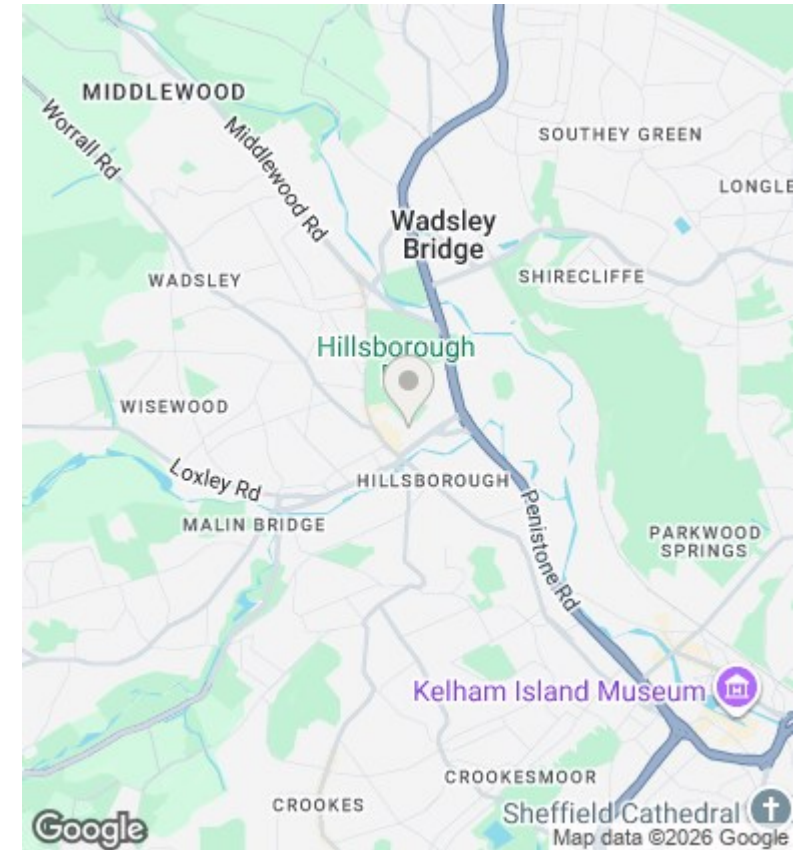 MIDDLEWOOD
Worrall Rd
Middlewood Rd
SOUTHEY GREEN
LONGLE
Wadsley
Bridge
WADSLEY
SHIRECLIFFE
Hillsborough
WISEWOOD
Loxley Rd
HILLSBOROUGH
MALIN BRIDGE
Penistone Rd
PARKWOOD
SPRINGS
Kelham Island Museum
CROOKESMOOR
CROOKES
Sheffield Cathedral
Google
Map data ©2026 Google